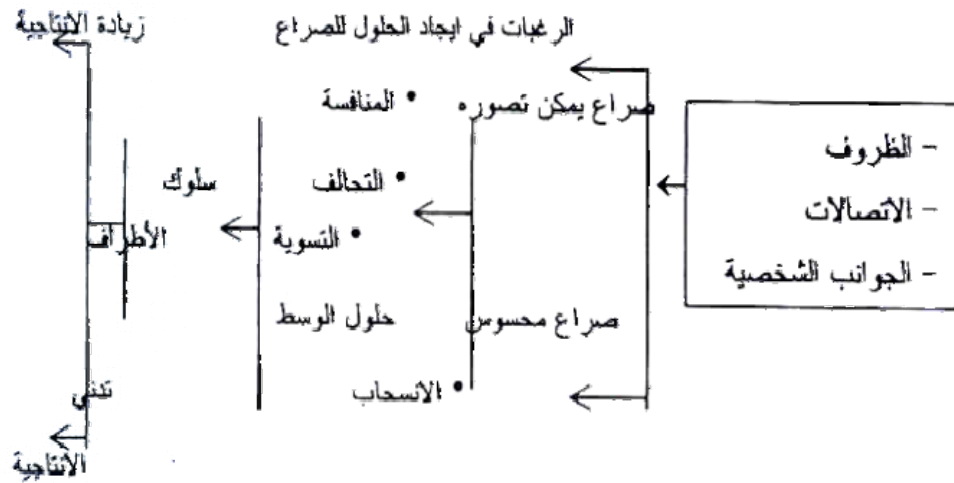 الرغبات في ايجاد الحلول للصراع
زيادة الانتاجية
صراع يمكن تصوره
• المنافسة
- الظروف
• التحالف
سلوك
- الاتصالات
• التسوية
الأطراف
- الجوانب الشخصية
صراع محسوس
حلول الوسط
• الانسحاب
تدني
الأنتاجية